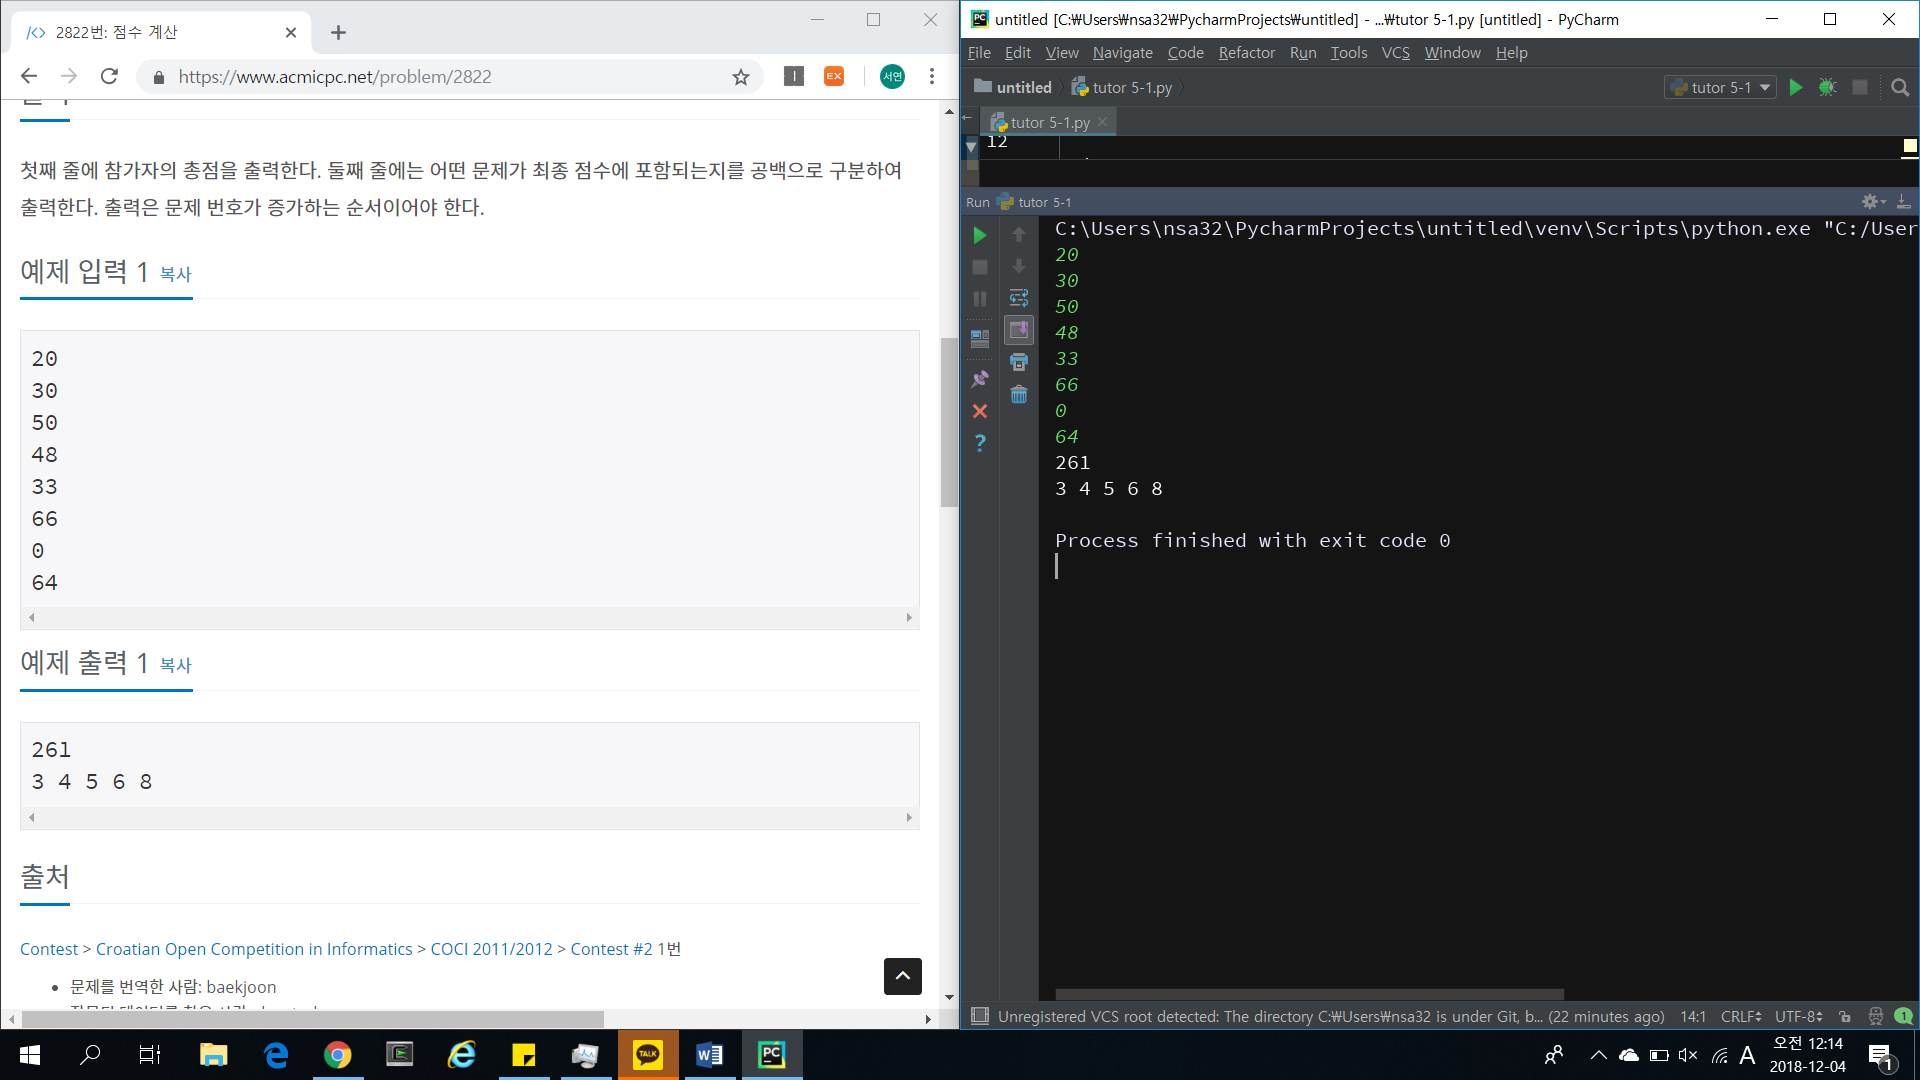 2822번: 점수 계산
https://www.acmicpc.net/problem/2822
EX
서연
첫째 줄에 참가자의 총점을 출력한다. 둘째 줄에는 어떤 문제가 최종 점수에 포함되는지를 공백으로 구분하여
출력한다. 출력은 문제 번호가 증가하는 순서이어야 한다.
예제 입력 1 복사
20
30
50
48
33
66
0
64
예제 출력 1 복사
261
3 4 5 6 8
출처
Contest > Croatian Open Competition in Informatics > COCI 2011/2012 > Contest #2 1번
문제를 번역한 사람: baekjoon
untitled [C:₩Users₩nsa32₩PycharmProjects₩untitled] - ...₩tutor 5-1.py [untitled] - PyCharm
File Edit View Navigate Code Refactor Run Tools VCS Window Help
untitled tutor 5-1.py
tutor 5-1
tutor 5-1.py
12
Run tutor 5-1
C:\Users\nsa32\PycharmProjects\untitled\venv\Scripts\python.exe "C:/User
20
30
50
48
33
66
0
64
261
3 4 5 6 8
Process finished with exit code 0
Unregistered VCS root detected: The directory C:₩Users₩nsa32 is under Git, b... (22 minutes ago) 14:1 CRLF UTF-8 1
TALK
PC
A
오전 12:14
2018-12-04
1